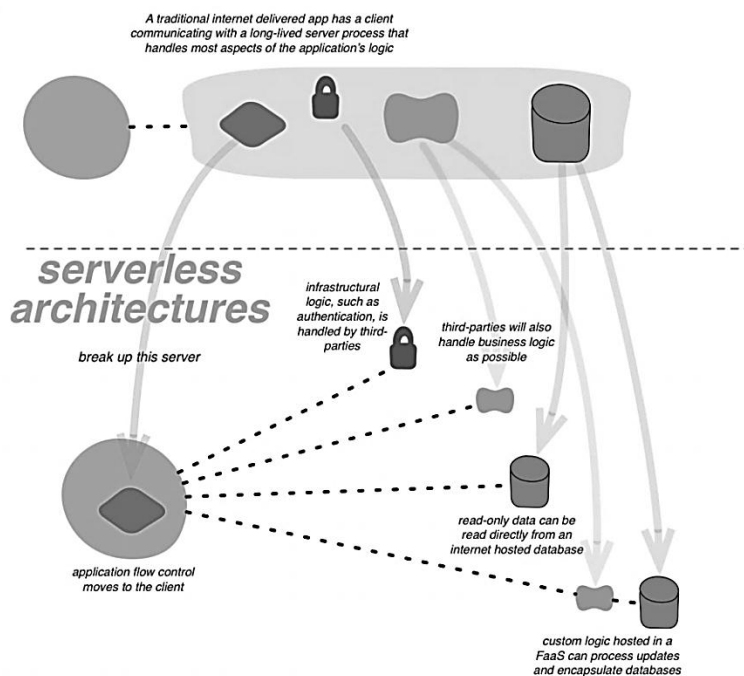 A traditional internet delivered app has a client
communicating with a long-lived server process that
handles most aspects of the application's logic
serverless
architectures
break up this server
infrastructural
logic, such as
authentication, is
handled by third-
parties
third-parties will also
handle business logic
as possible
read-only data can be
read directly from an
internet hosted database
application flow control
moves to the client
custom logic hosted in a
FaaS can process updates
and encapsulate databases